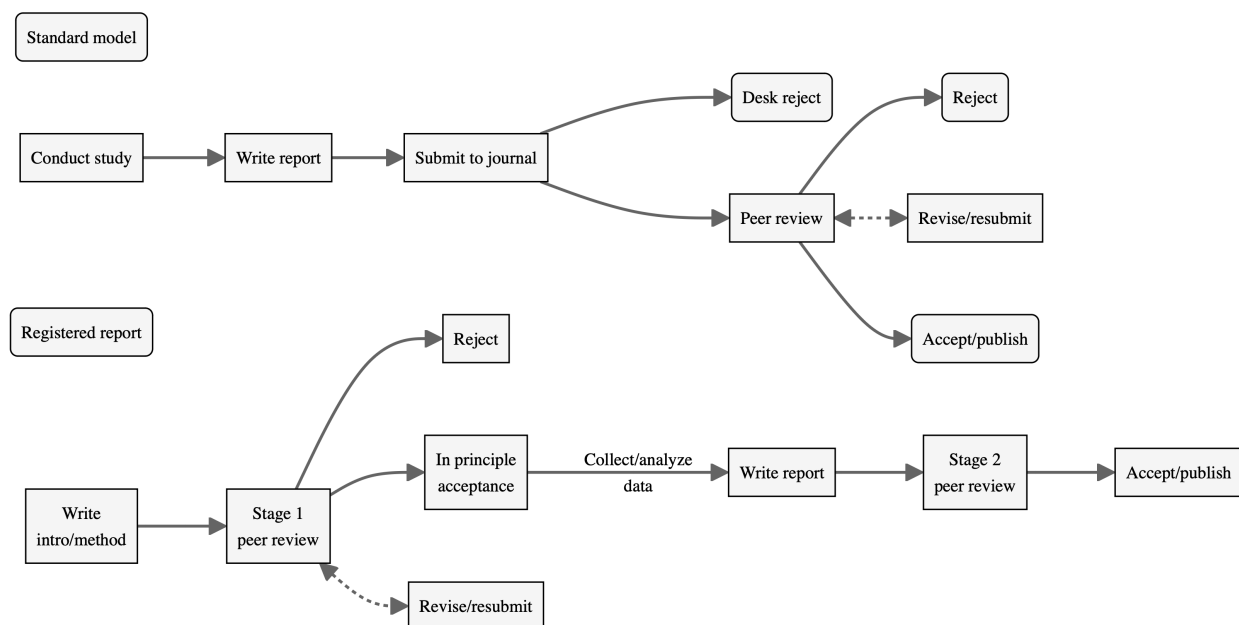 Standard model
Desk reject
Reject
Conduct study
Write report
Submit to journal
Peer review
Revise/resubmit
Accept/publish
Registered report
Reject
In principle
acceptance
Collect/analyze
data
Write report
Stage 2
peer review
Accept/publish
Write
intro/method
Stage 1
peer review
Revise/resubmit